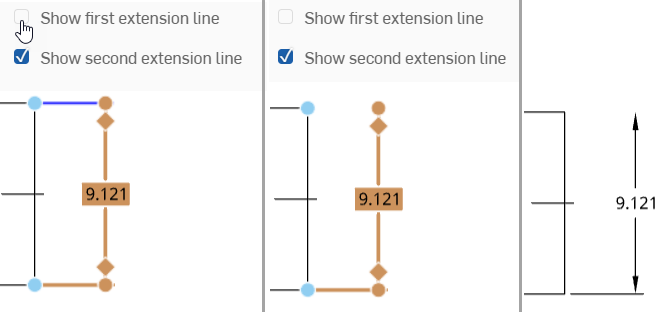 Show first extension line
Show second extension line
9.121
Show first extension line
Show second extension line
9.121
9.121